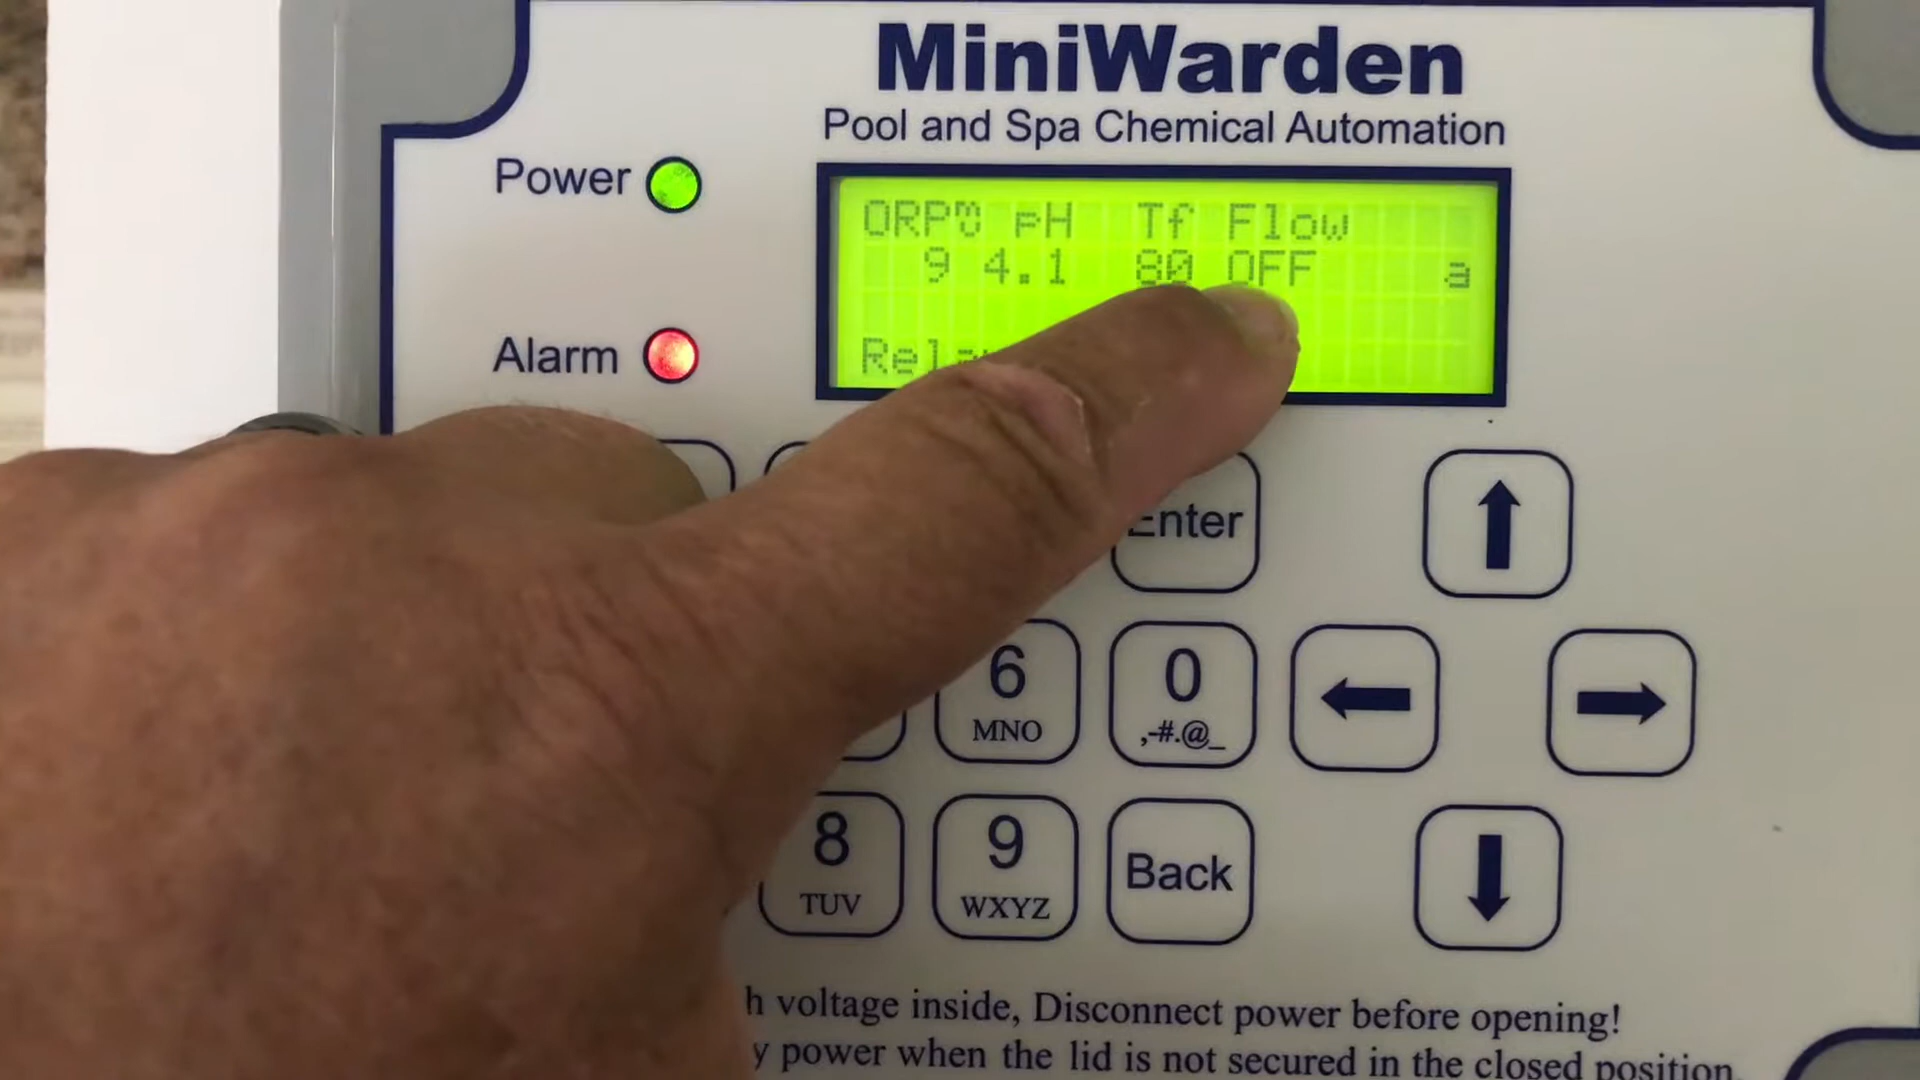 MiniWarden
Pool and Spa Chemical Automation
Power
ORPm pH Tf Flow
9 4.1 80 OFF a
Alarm
Enter
6 0
MNO ,-#.@_
8 9 Back
TUV WXYZ
voltage inside, Disconnect power before opening!
power when the lid is not secured in the closed position.